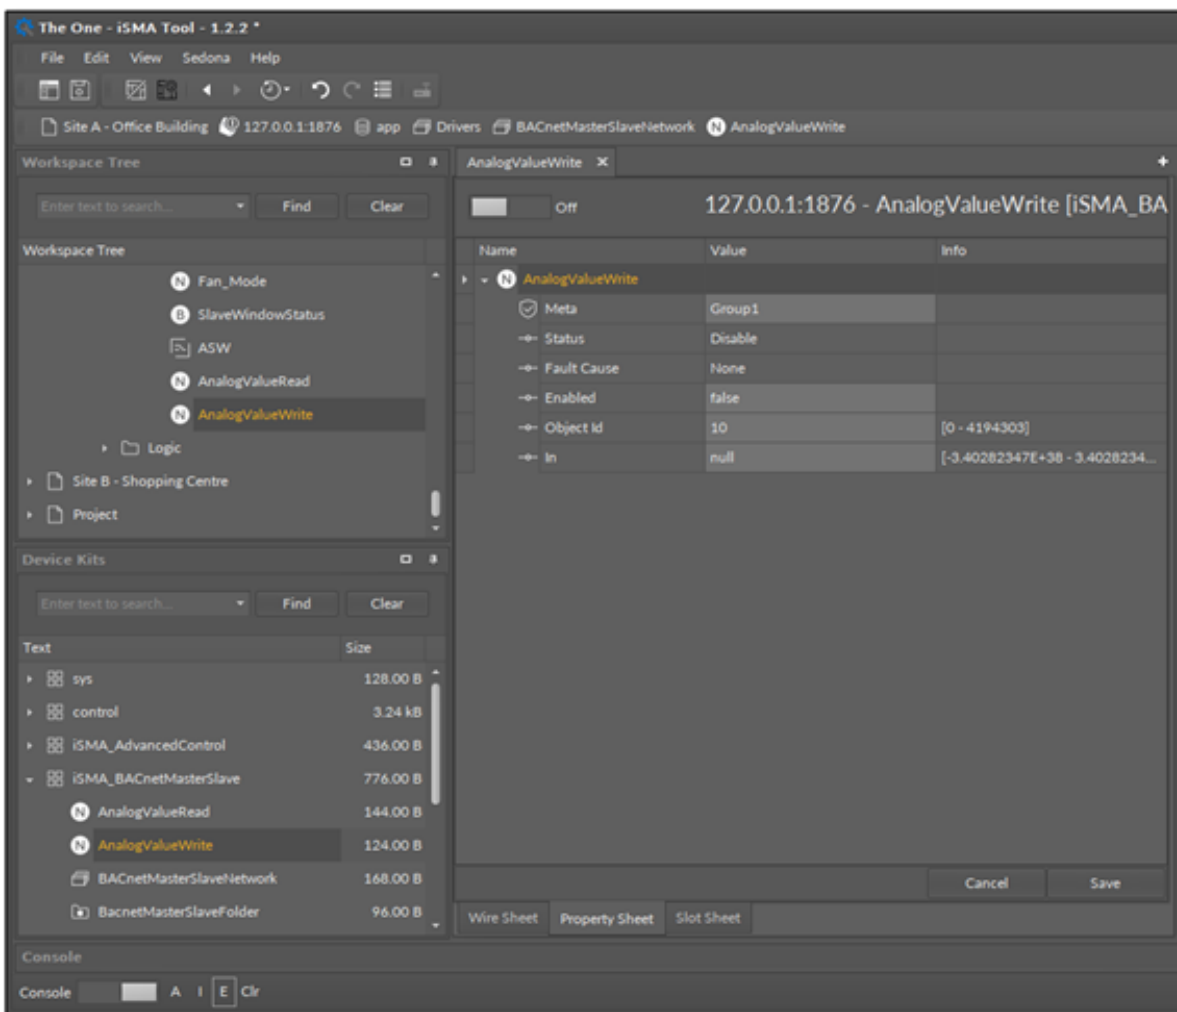 The One - iSMA Tool - 1.2.2 *
File Edit View Sedona Help
Site A - Office Building 127.0.0.1:1876 app Drivers BACnetMasterSlaveNetwork N AnalogValueWrite
Workspace Tree
Enter text to search... Find Clear
Workspace Tree
N Fan_Mode
B SlaveWindowStatus
ASW
N AnalogValueRead
N AnalogValueWrite
Logic
Site B - Shopping Centre
Project
Device Kits
Enter text to search... Find Clear
Text Size
sys 128.00 B
control 3.24 kB
iSMA_AdvancedControl 436.00 B
iSMA_BACnetMasterSlave 776.00 B
N AnalogValueRead 144.00 B
N AnalogValueWrite 124.00 B
BACnetMasterSlaveNetwork 168.00 B
BacnetMasterSlaveFolder 96.00 B
AnalogValueWrite
Off 127.0.0.1:1876 - AnalogValueWrite [iSMA_BA
Name Value Info
N AnalogValueWrite
Meta Group1
Status Disable
Fault Cause None
Enabled false
Object Id 10 [0 - 4194303]
In null [-3.40282347E+38 - 3.4028234...
Cancel Save
Wire Sheet Property Sheet Slot Sheet
Console
Console A I E Clr